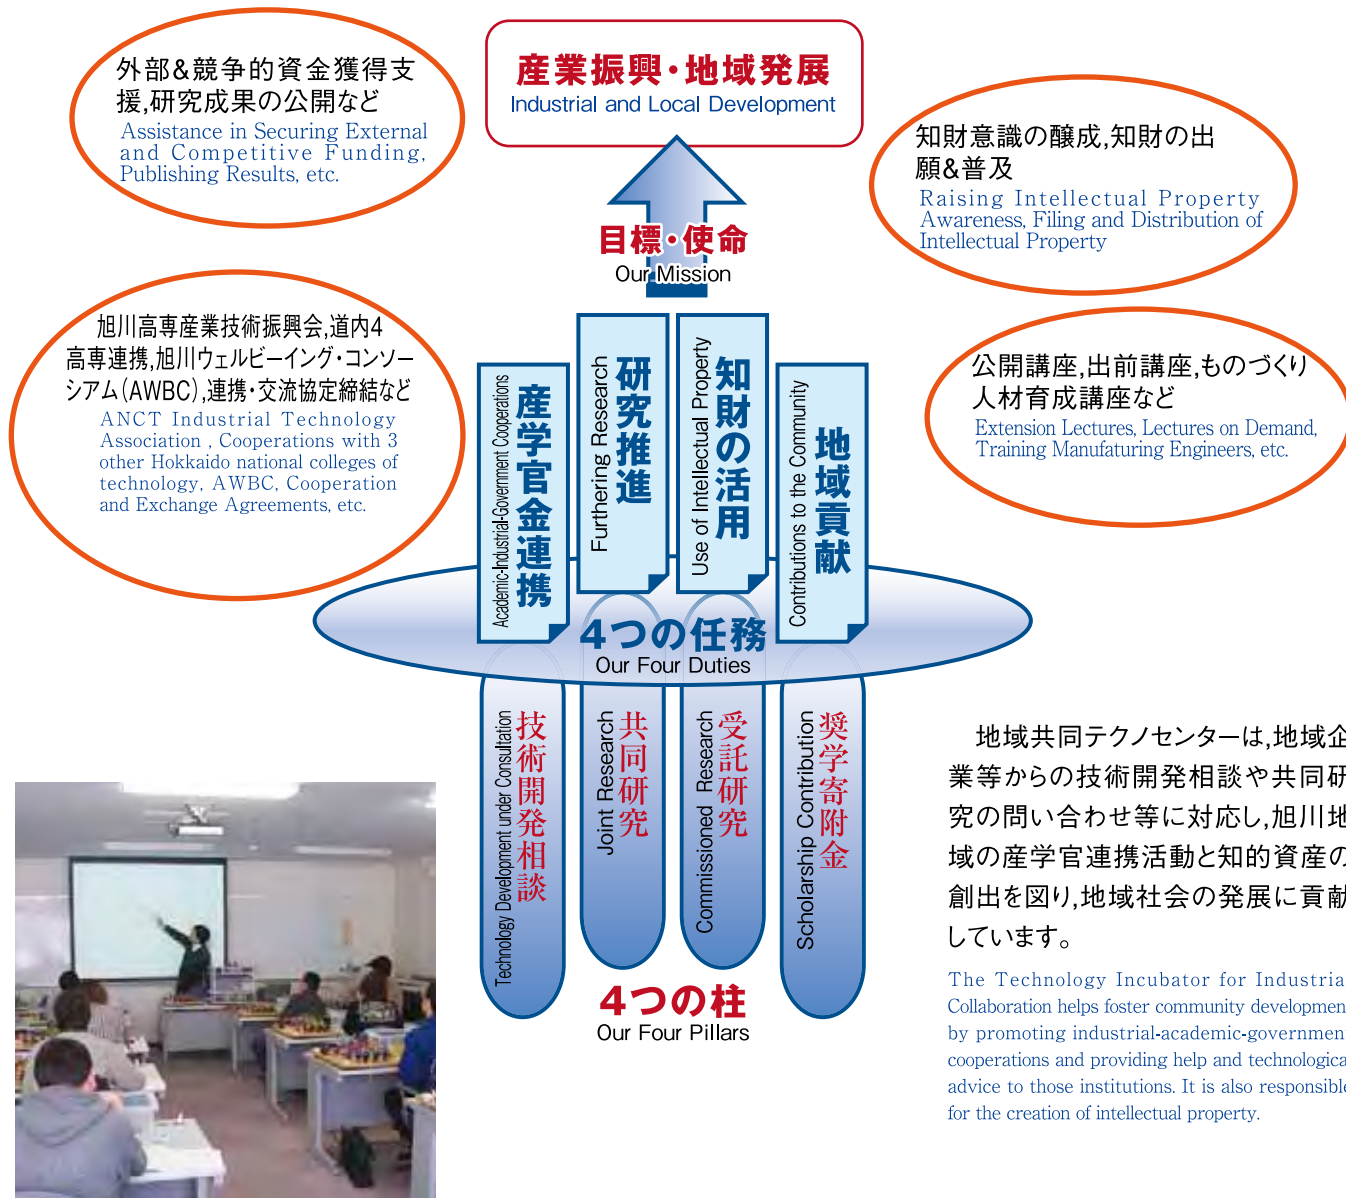 外部&競争的資金獲得支
援,研究成果の公開など
Assistance in Securing External
and Competitive Funding,
Publishing Results, etc.
産業振興・地域発展
Industrial and Local Development
知財意識の醸成,知財の出
願&普及
Raising Intellectual Property
Awareness, Filing and Distribution of
Intellectual Property
目標・使命
Our Mission
旭川高専産業技術振興会,道内4
高専連携,旭川ウェルビーイング・コンソー
シアム(AWBC),連携・交流協定締結など
ANCT Industrial Technology
Association , Cooperations with 3
other Hokkaido national colleges of
technology, AWBC, Cooperation
and Exchange Agreements, etc.
公開講座,出前講座,ものづくり
人材育成講座など
Extension Lectures, Lectures on Demand,
Training Manufaturing Engineers, etc.
産学官金連携
Academic-Industrial-Government Cooperations
研究推進
Furthering Research
知財の活用
Use of Intellectual Property
地域貢献
Contributions to the Community
4つの任務
Our Four Duties
技術開発相談
Technology Development under Consultation
共同研究
Joint Research
受託研究
Commissioned Research
奨学寄附金
Scholarship Contribution
4つの柱
Our Four Pillars
地域共同テクノセンターは,地域企
業等からの技術開発相談や共同研
究の問い合わせ等に対応し,旭川地
域の産学官連携活動と知的資産の
創出を図り,地域社会の発展に貢献
しています。
The Technology Incubator for Industria
Collaboration helps foster community developmen
by promoting industrial-academic-government
cooperations and providing help and technologica
advice to those institutions. It is also responsible
for the creation of intellectual property.